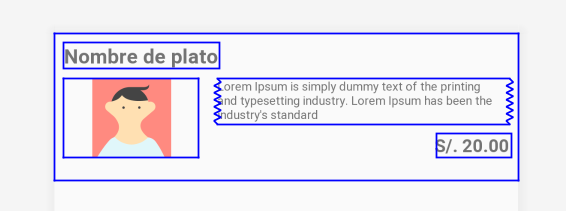 Nombre de plato
Lorem Ipsum is simply dummy text of the printing
and typesetting industry. Lorem Ipsum has been the
industry's standard
S/. 20.00